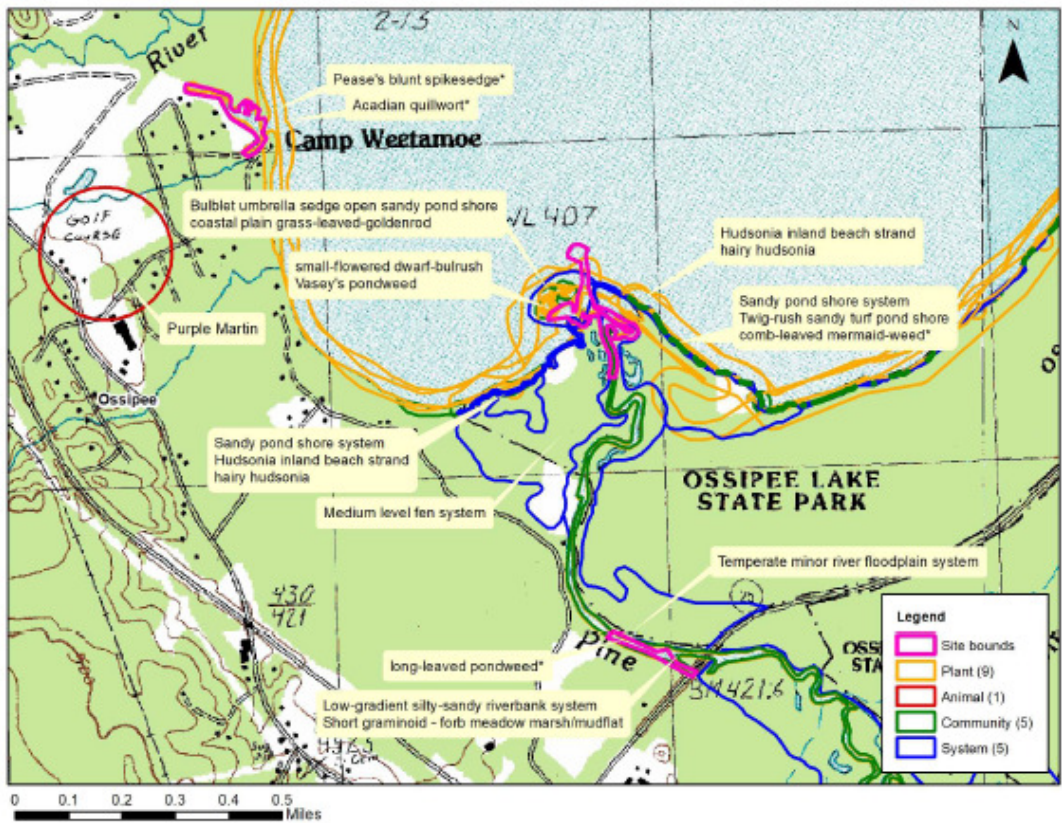 2-13
N
River
Pease's blunt spikesedge*
Acadian quillwort*
Camp Weetamoe
Bulblet umbrella sedge open sandy pond shore
coastal plain grass-leaved-goldenrod
WL 407
GOLF
COURSE
Hudsonia inland beach strand
hairy hudsonia
small-flowered dwarf-bulrush
Vasey's pondweed
Sandy pond shore system
Twig-rush sandy turf pond shore
comb-leaved mermaid-weed*
Purple Martin
Ossipee
Sandy pond shore system
Hudsonia inland beach strand
hairy hudsonia
Medium level fen system
OSSIPEE LAKE
STATE PARK
Temperate minor river floodplain system
430
421
Pine
long-leaved pondweed*
BM421.6
Low-gradient silty-sandy riverbank system
Short graminoid - forb meadow marsh/mudflat
Legend
Site bounds
Plant (9)
Animal (1)
Community (5)
System (5)
0 0.1 0.2 0.3 0.4 0.5
Miles